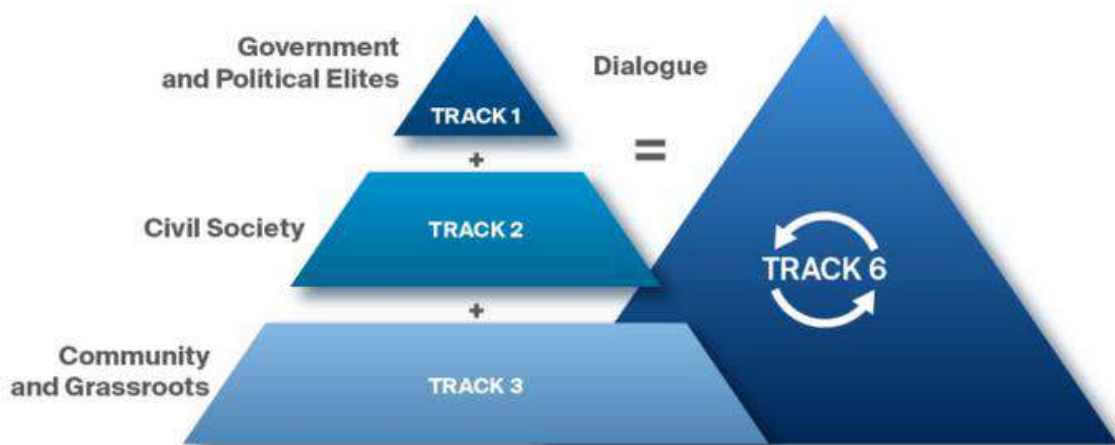 Government
and Political Elites
TRACK 1
Dialogue
+
=
Civil Society
TRACK 2
+
TRACK 6
Community
and Grassroots
TRACK 3